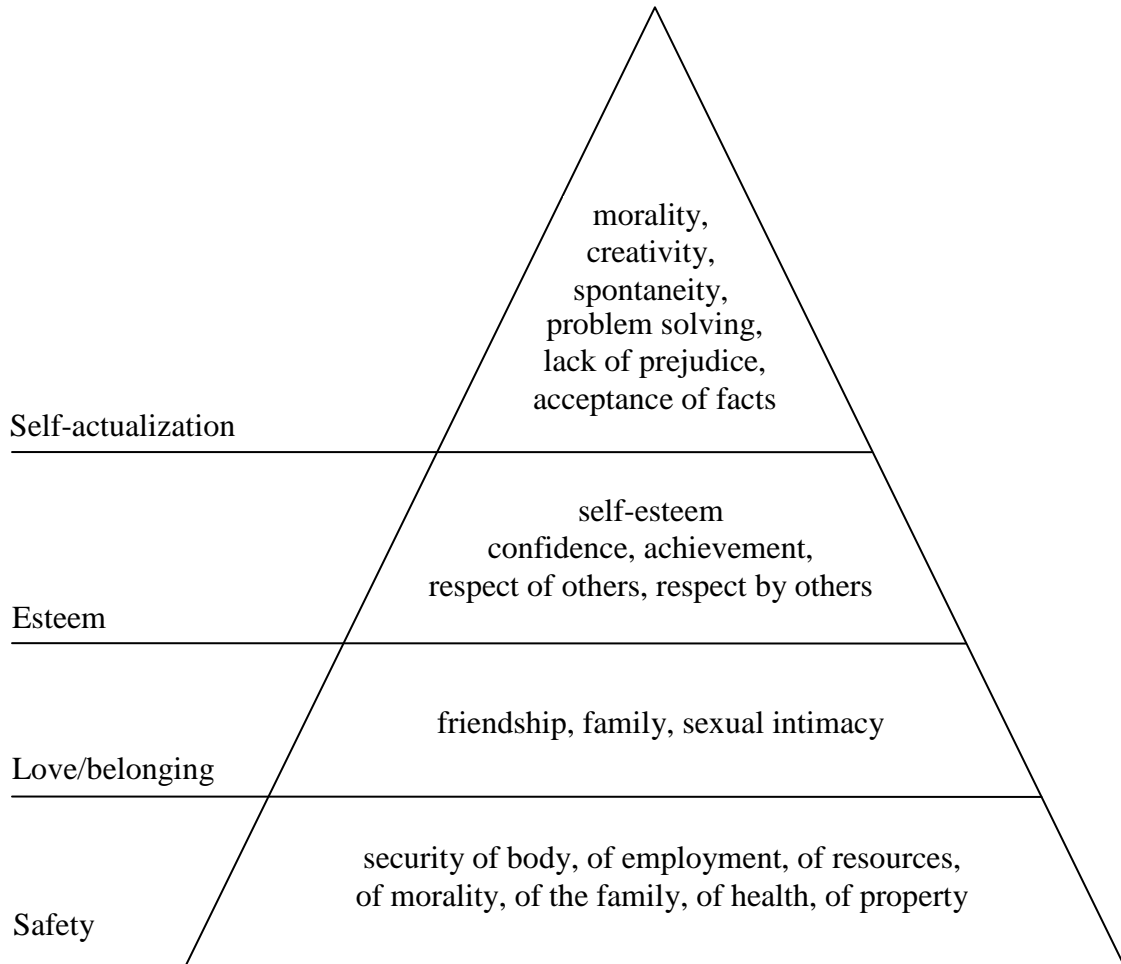 morality,
creativity,
spontaneity,
problem solving,
lack of prejudice,
acceptance of facts
Self-actualization
self-esteem
confidence, achievement,
respect of others, respect by others
Esteem
friendship, family, sexual intimacy
Love/belonging
security of body, of employment, of resources,
of morality, of the family, of health, of property
Safety